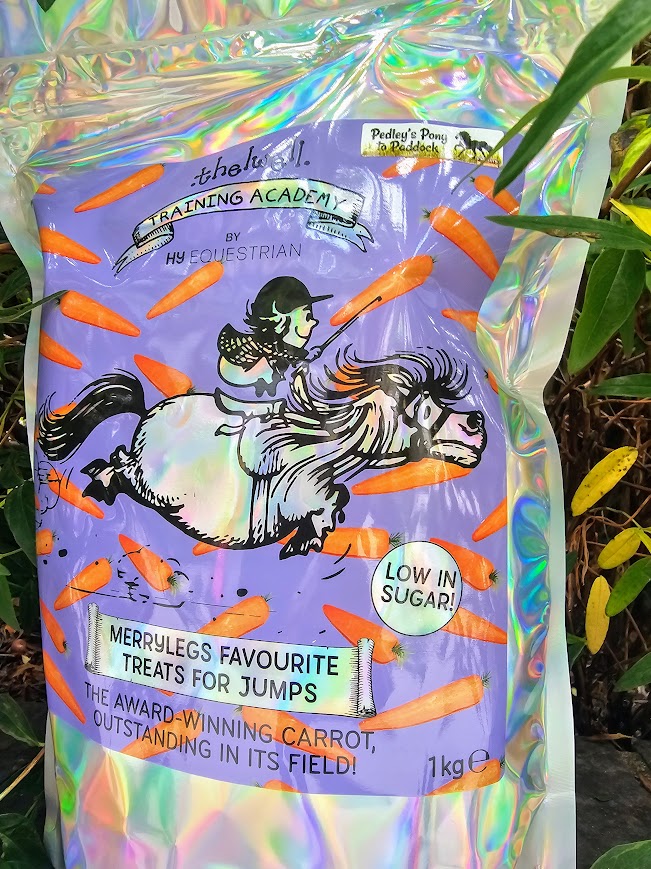 Pedley's Pony
to Paddock
thelwell.
TRAINING ACADEMY
BY
HY EQUESTRIAN
LOW IN
SUGAR!
MERRYLEGS FAVOURITE
TREATS FOR JUMPS
THE AWARD-WINNING CARROT,
OUTSTANDING IN ITS FIELD!
1kg℮